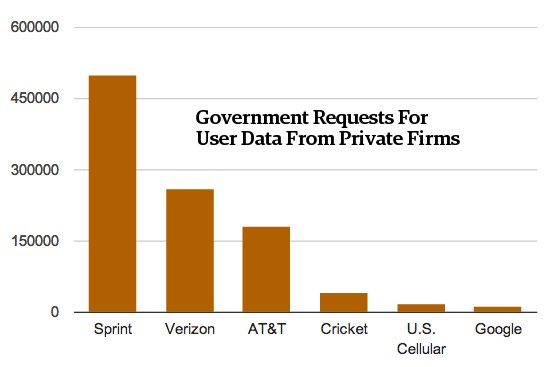 600000
450000
Government Requests For
User Data From Private Firms
300000
150000
0
Sprint
Verizon
AT&T
Cricket
U.S.
Cellular
Google